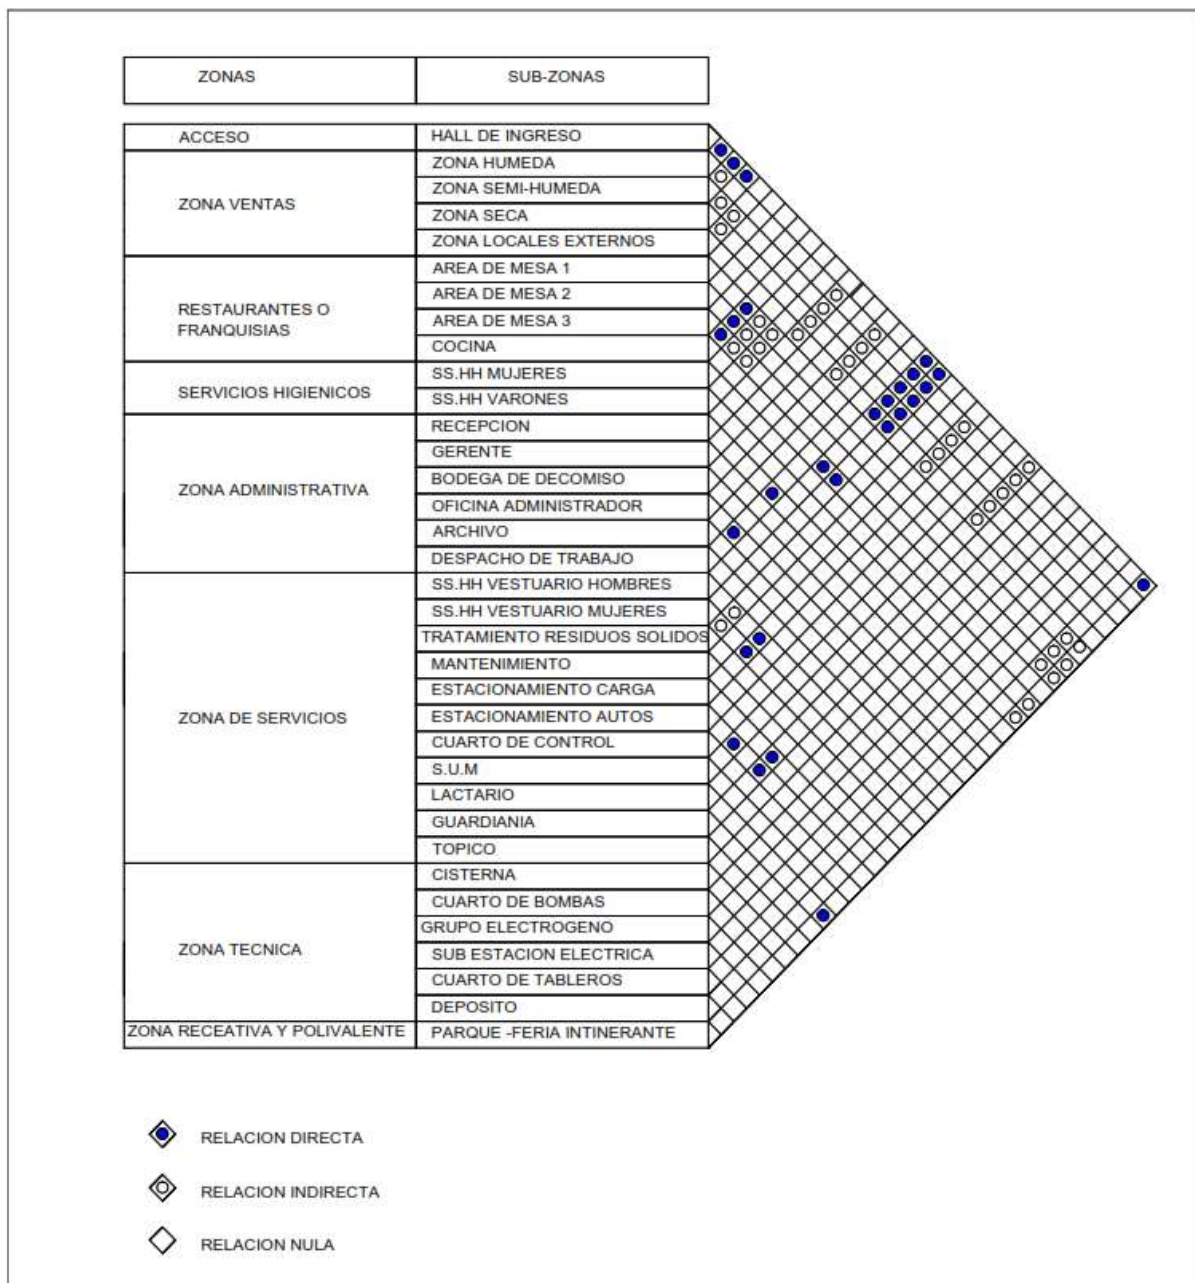 ZONAS SUB-ZONAS
ACCESO HALL DE INGRESO
ZONA VENTAS ZONA HUMEDA
ZONA SEMI-HUMEDA
ZONA SECA
ZONA LOCALES EXTERNOS
RESTAURANTES O
FRANQUISIAS
AREA DE MESA 1
AREA DE MESA 2
AREA DE MESA 3
COCINA
SERVICIOS HIGIENICOS SS.HH MUJERES
SS.HH VARONES
ZONA ADMINISTRATIVA RECEPCION
GERENTE
BODEGA DE DECOMISO
OFICINA ADMINISTRADOR
ARCHIVO
DESPACHO DE TRABAJO
ZONA DE SERVICIOS SS.HH VESTUARIO HOMBRES
SS.HH VESTUARIO MUJERES
TRATAMIENTO RESIDUOS SOLIDOS
MANTENIMIENTO
ESTACIONAMIENTO CARGA
ESTACIONAMIENTO AUTOS
CUARTO DE CONTROL
S.U.M
LACTARIO
GUARDIANIA
TOPICO
ZONA TECNICA CISTERNA
CUARTO DE BOMBAS
GRUPO ELECTROGENO
SUB ESTACION ELECTRICA
CUARTO DE TABLEROS
DEPOSITO
ZONA RECEATIVA Y POLIVALENTE PARQUE -FERIA INTINERANTE
RELACION DIRECTA
RELACION INDIRECTA
RELACION NULA